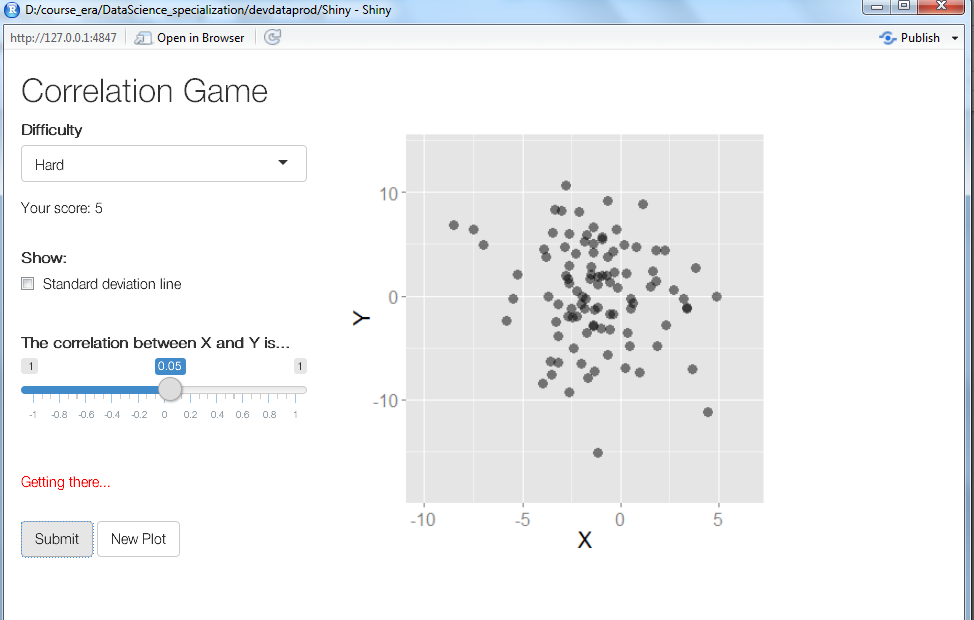 D:/course_era/DataScience_specialization/devdataprod/Shiny - Shiny
http://127.0.0.1:4847 Open in Browser Publish
Correlation Game
Difficulty
Hard
Your score: 5
Show:
Standard deviation line
The correlation between X and Y is...
1 0.05 1
-1 -0.8 -0.6 -0.4 -0.2 0 0.2 0.4 0.6 0.8 1
Getting there...
Submit New Plot
10
0
-10
Y
-10 -5 0 5
X